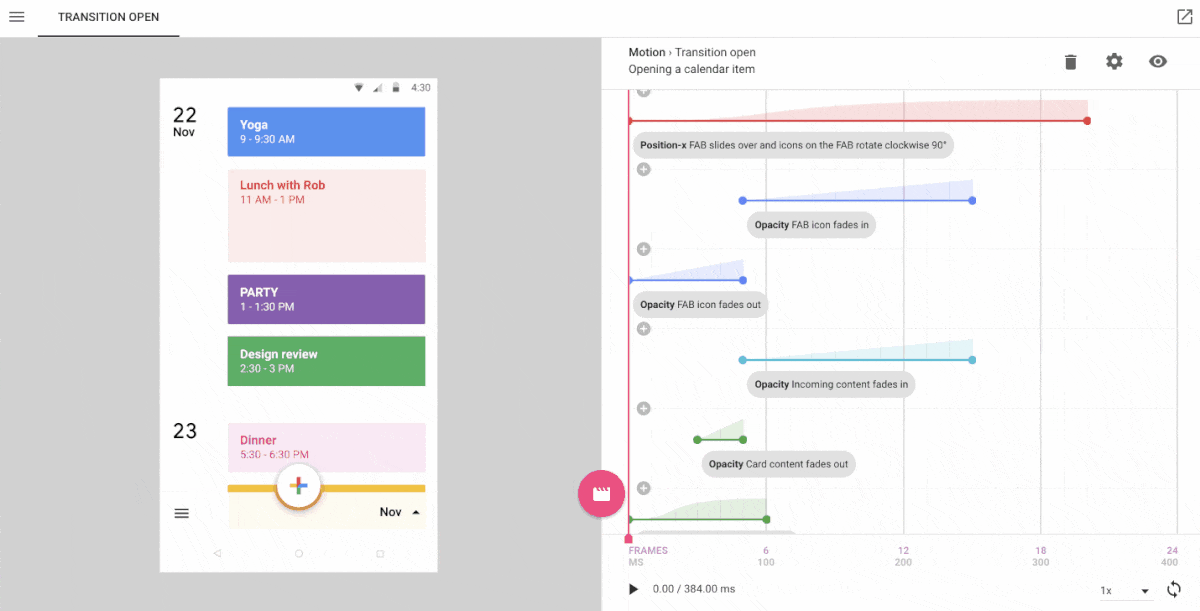 TRANSITION OPEN
4:30
22
Nov
Yoga
9 - 9:30 AM
Lunch with Rob
11 AM - 1 PM
PARTY
1 - 1:30 PM
Design review
2:30 - 3 PM
23
Dinner
5:30 - 6:30 PM
Nov
Motion › Transition open
Opening a calendar item
Position-x FAB slides over and icons on the FAB rotate clockwise 90°
Opacity FAB icon fades in
Opacity FAB icon fades out
Opacity Incoming content fades in
Opacity Card content fades out
FRAMES 6 12 18 24
MS 100 200 300 400
0.00 / 384.00 ms
1x